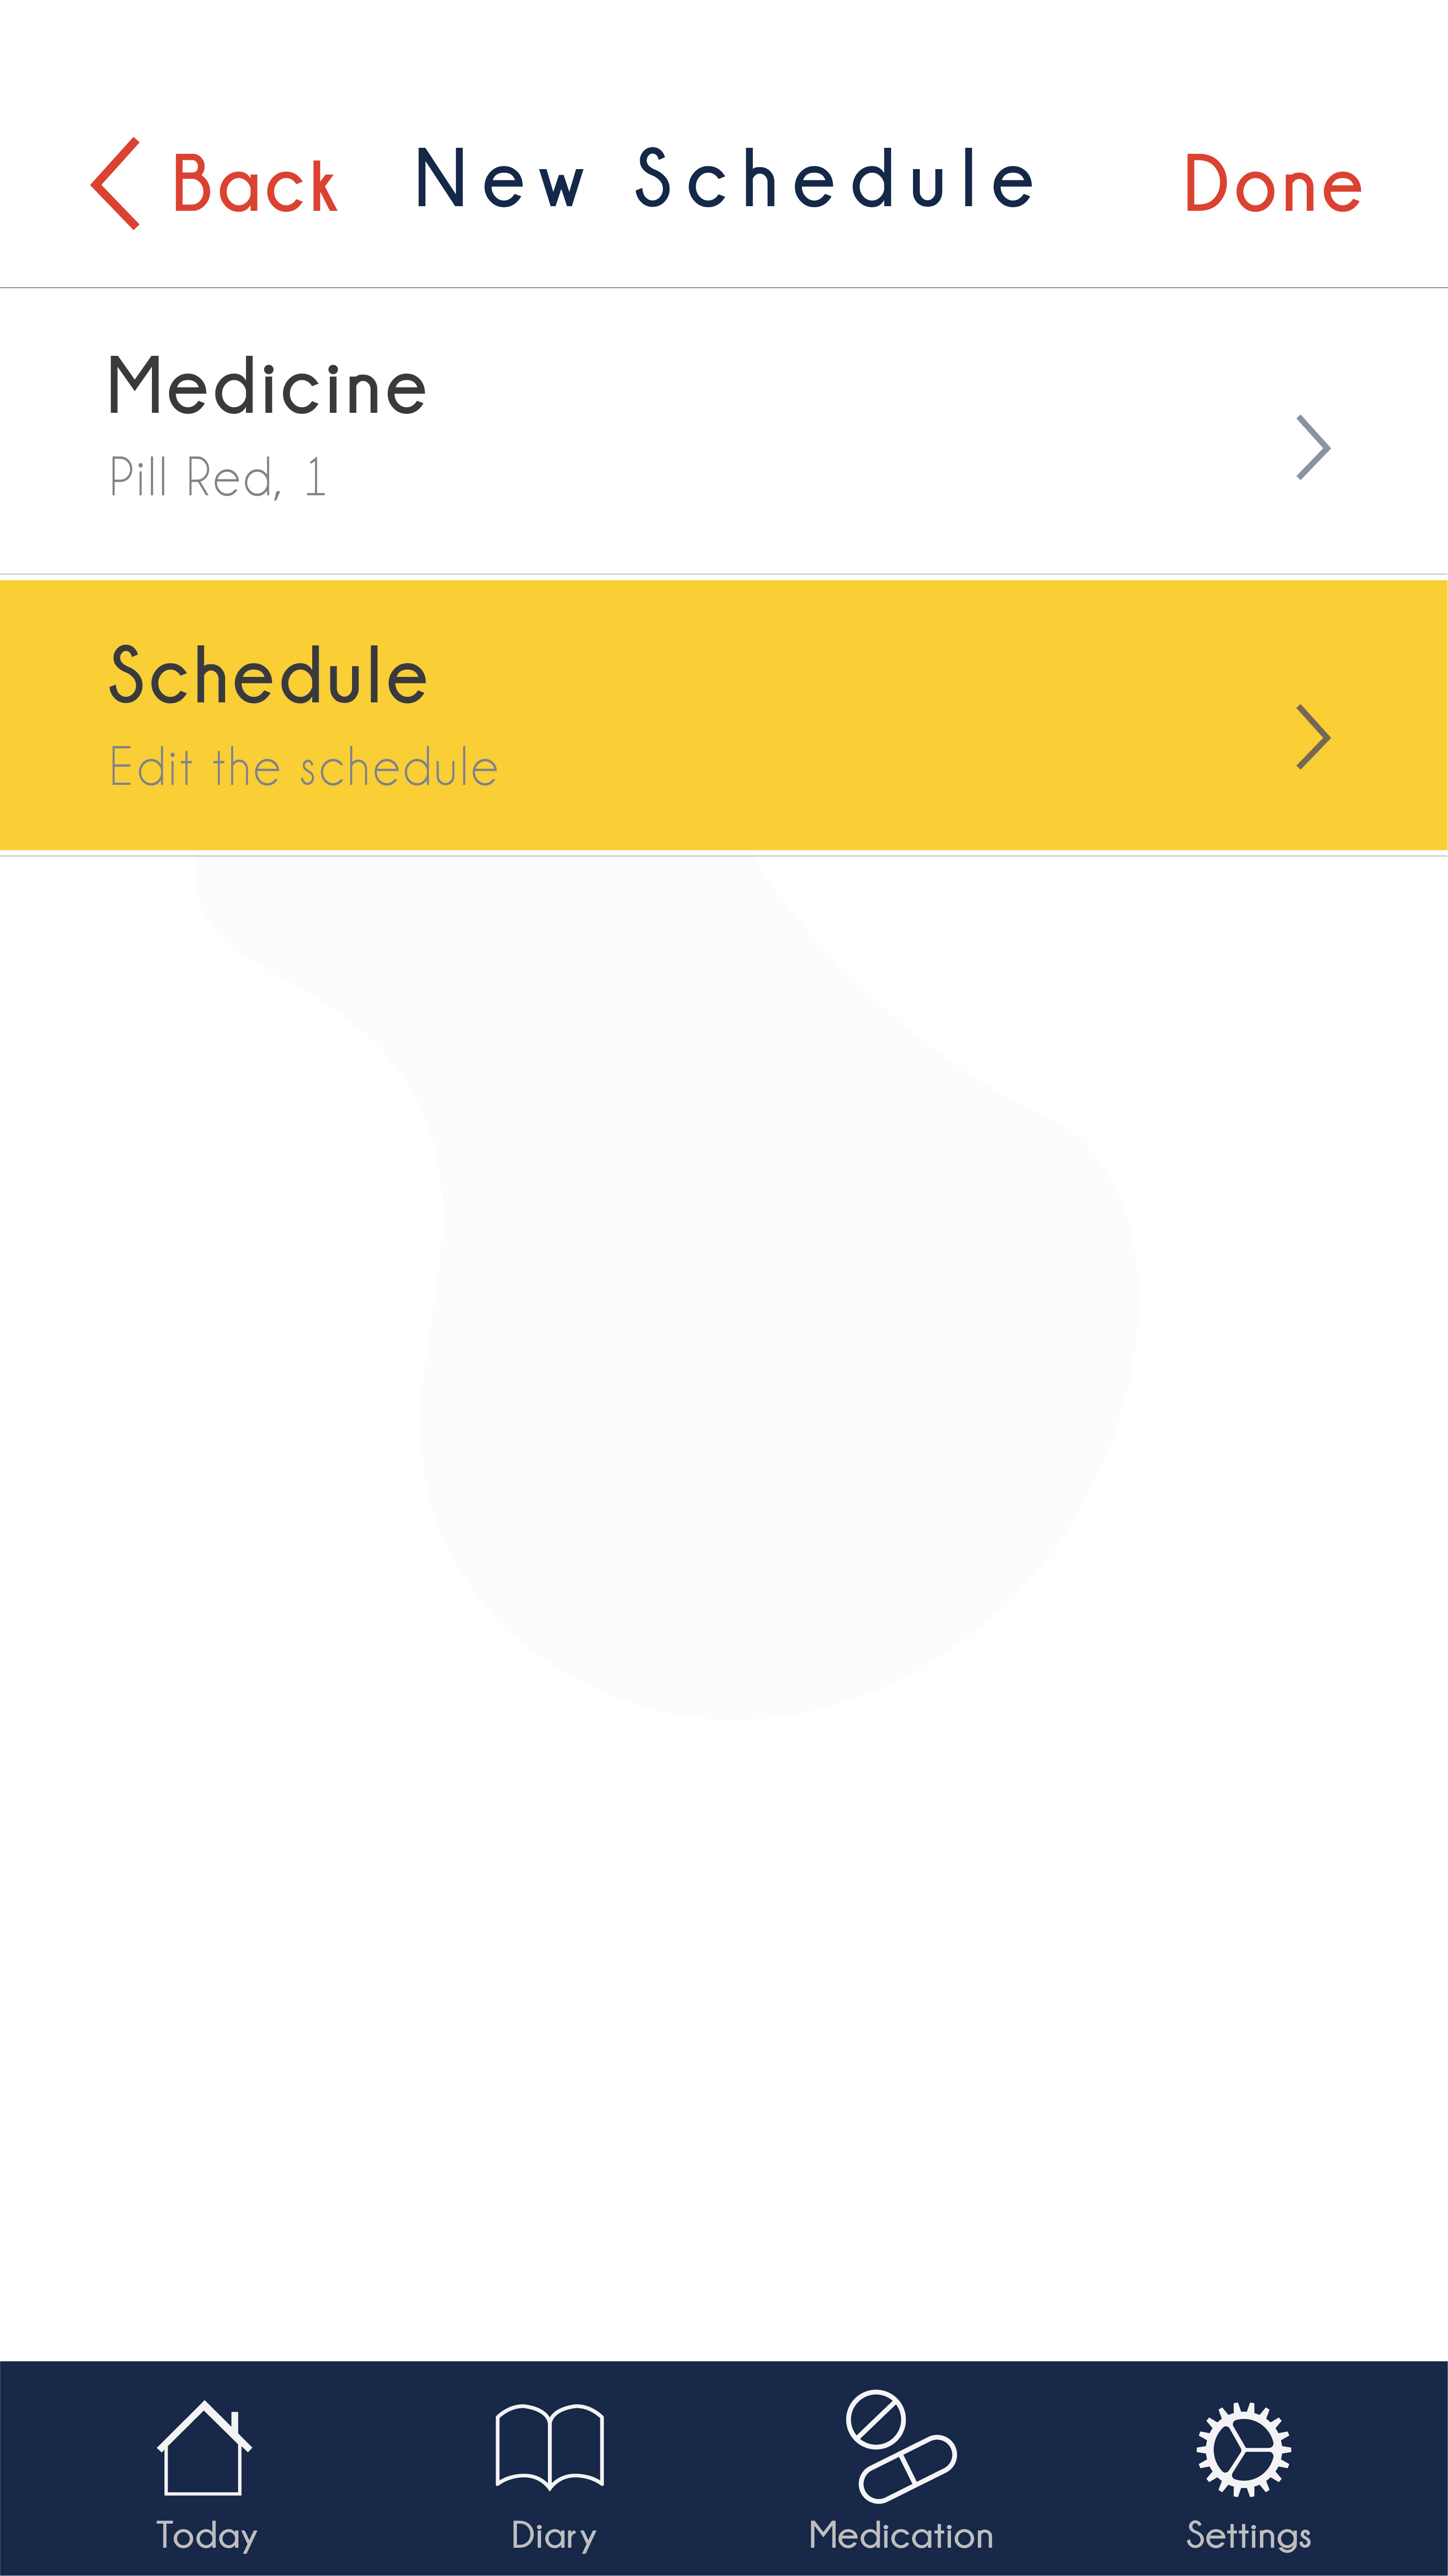 Back New Schedule Done
Medicine
Pill Red, 1
Schedule
Edit the schedule
Today Diary Medication Settings